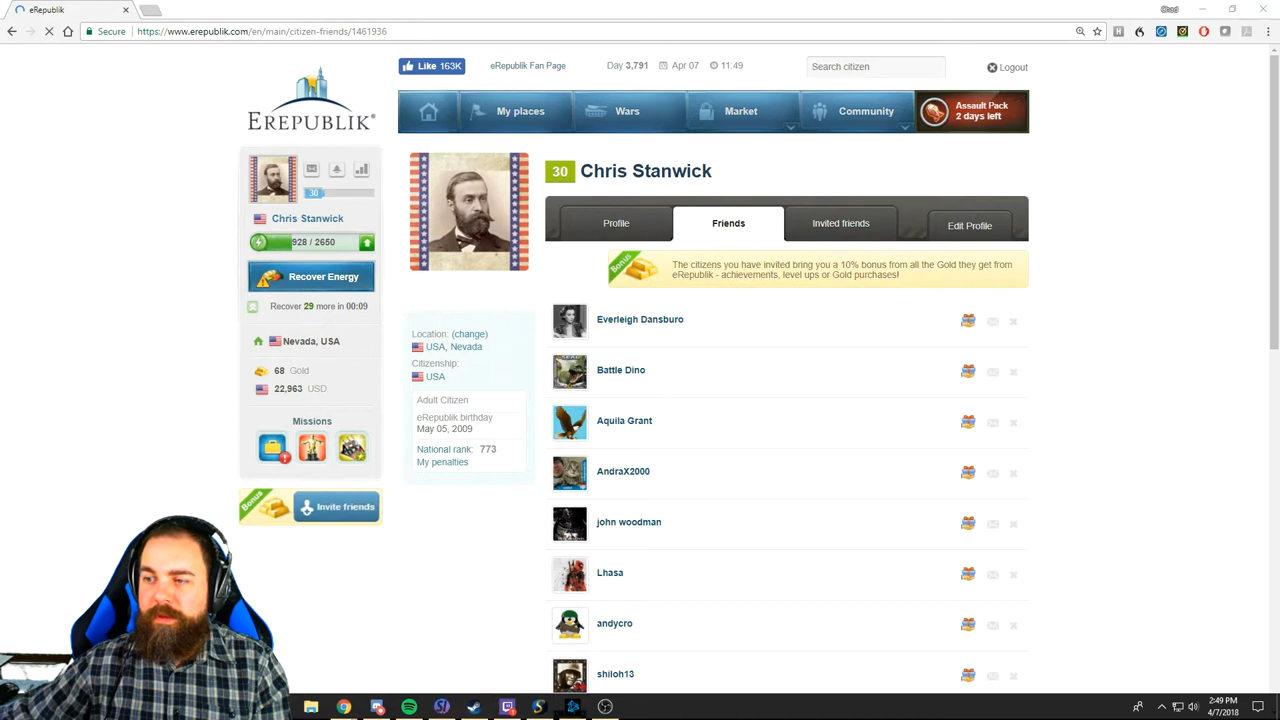 eRepublik
Chad
Secure
https://www.erepublik.com/en/main/citizen-friends/1461936
Like 163K
eRepublik Fan Page
Day 3,791
Apr 07
11:49
Search citizen
Logout
EREPUBLIK
My places
Wars
Market
Community
Assault Pack
2 days left
30
Chris Stanwick
928 / 2650
Recover Energy
Recover 29 more in 00:09
Nevada, USA
68 Gold
22,963 USD
Missions
Bonus
Invite friends
30 Chris Stanwick
Profile
Friends
Invited friends
Edit Profile
Bonus
The citizens you have invited bring you a 10% bonus from all the Gold they get from
eRepublik - achievements, level ups or Gold purchases!
Location: (change)
USA, Nevada
Citizenship:
USA
Adult Citizen
eRepublik birthday
May 05, 2009
National rank: 773
My penalties
Everleigh Dansburo
Battle Dino
Aquila Grant
AndraX2000
john woodman
Lhasa
andycro
shiloh13
2:49 PM
4/7/2018